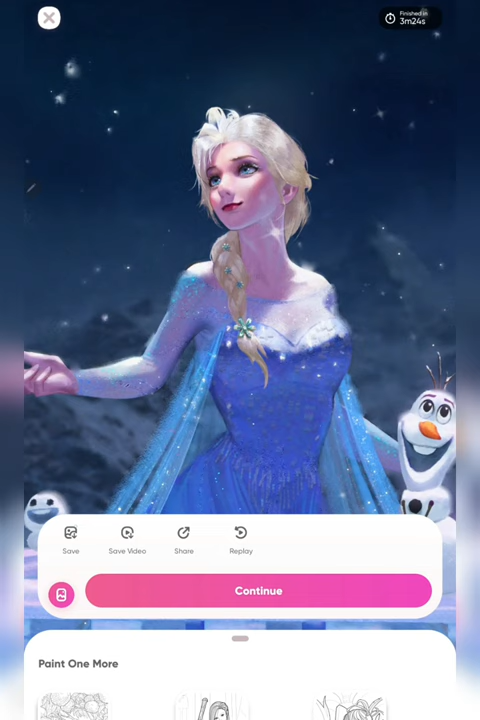 Finished in
3m24s
Save
Save Video
Share
Replay
Continue
Paint One More